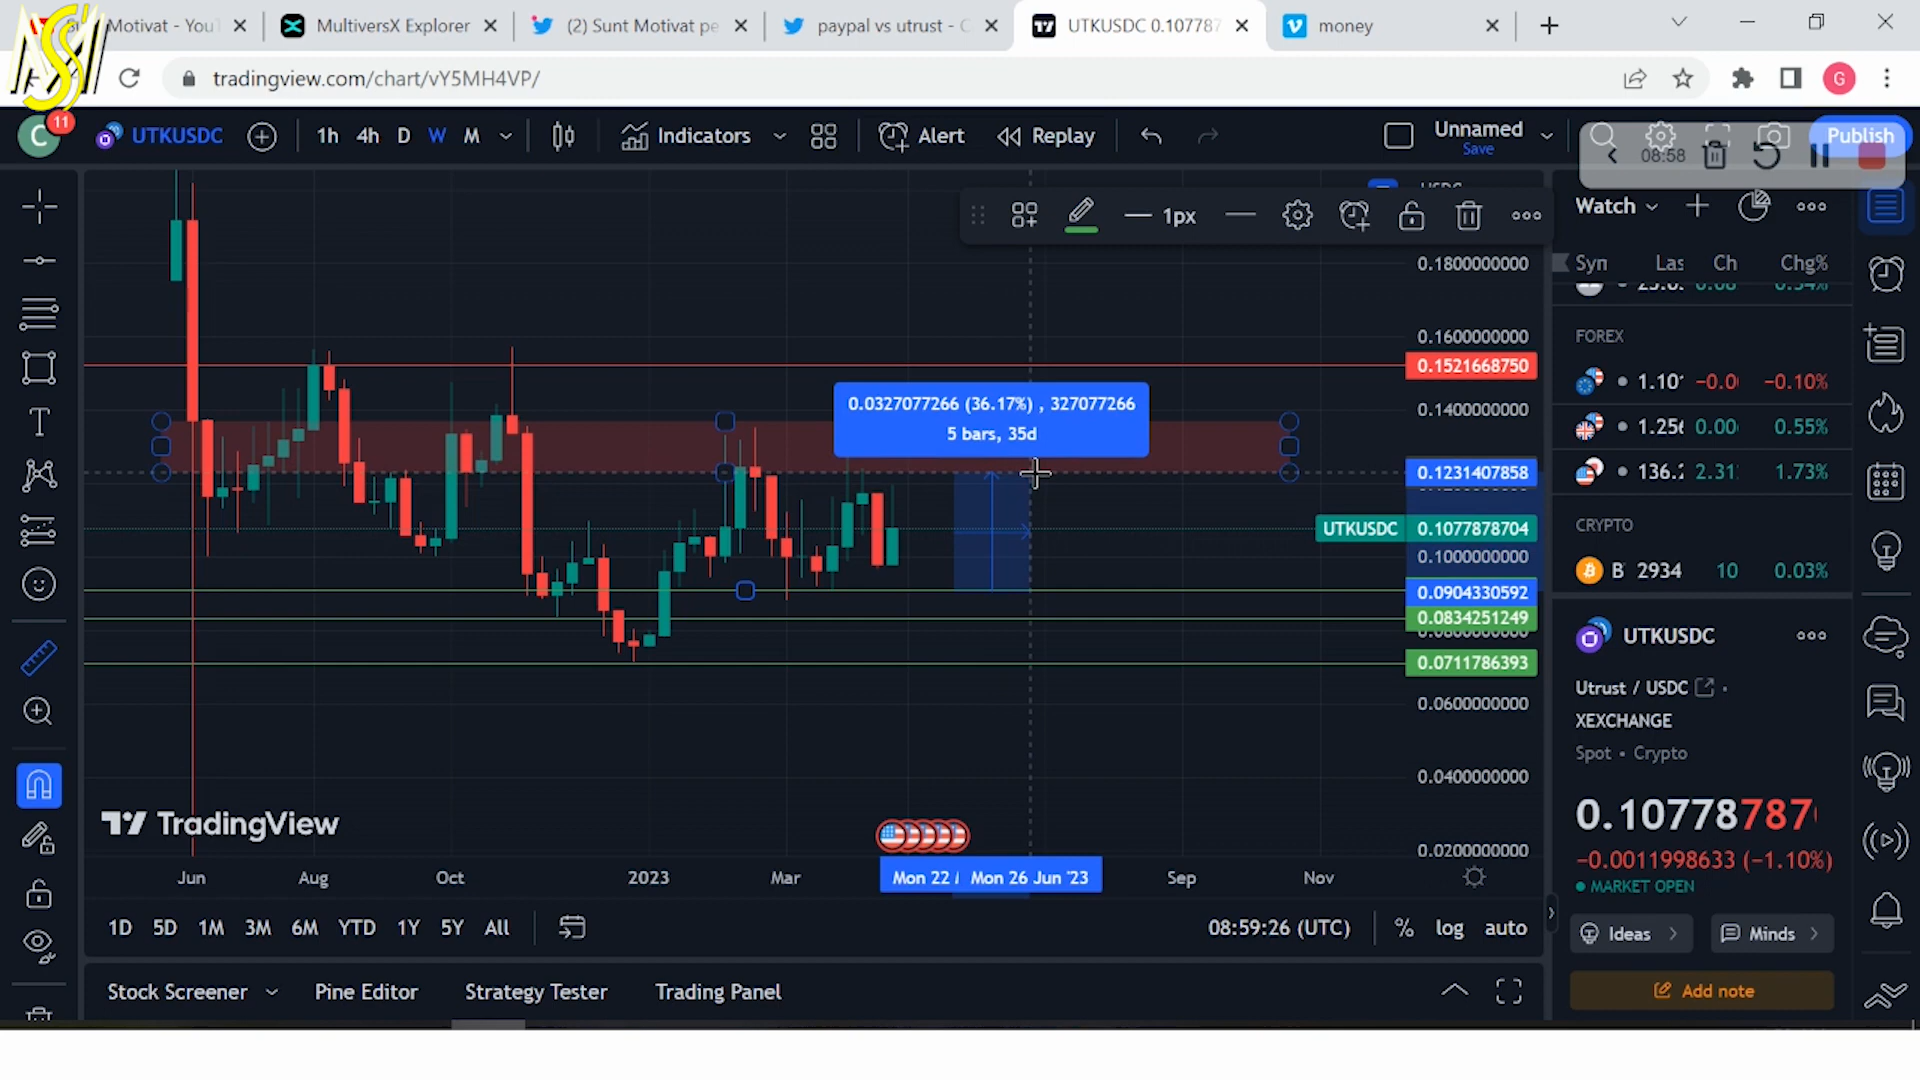 Motivat - You
MultiversX Explorer
(2) Sunt Motivat pe
paypal vs utrust - C
UTKUSDC 0.107787
money
tradingview.com/chart/vY5MH4VP/
G
C
11
UTKUSDC
1h
4h
D
W
M
Indicators
Alert
Replay
Unnamed
Save
Publish
08:58
1px
Watch
Syn
Las
Ch
Chg%
0.1800000000
0.1600000000
0.1521668750
0.1400000000
0.0327077266 (36.17%) , 327077266
5 bars, 35d
0.1231407858
UTKUSDC
0.1077878704
0.1000000000
0.0904330592
0.0834251249
0.0711786393
0.0600000000
0.0400000000
0.0200000000
FOREX
1.10
−0.0
−0.10%
1.256
0.00
0.55%
136.2
2.31
1.73%
CRYPTO
B
2934
10
0.03%
UTKUSDC
Utrust / USDC
XEXCHANGE
Spot • Crypto
0.10778787
−0.0011998633 (−1.10%)
MARKET OPEN
Ideas
Minds
Add note
TradingView
Jun
Aug
Oct
2023
Mar
Mon 22
Mon 26 Jun '23
Sep
Nov
1D
5D
1M
3M
6M
YTD
1Y
5Y
All
08:59:26 (UTC)
%
log
auto
Stock Screener
Pine Editor
Strategy Tester
Trading Panel